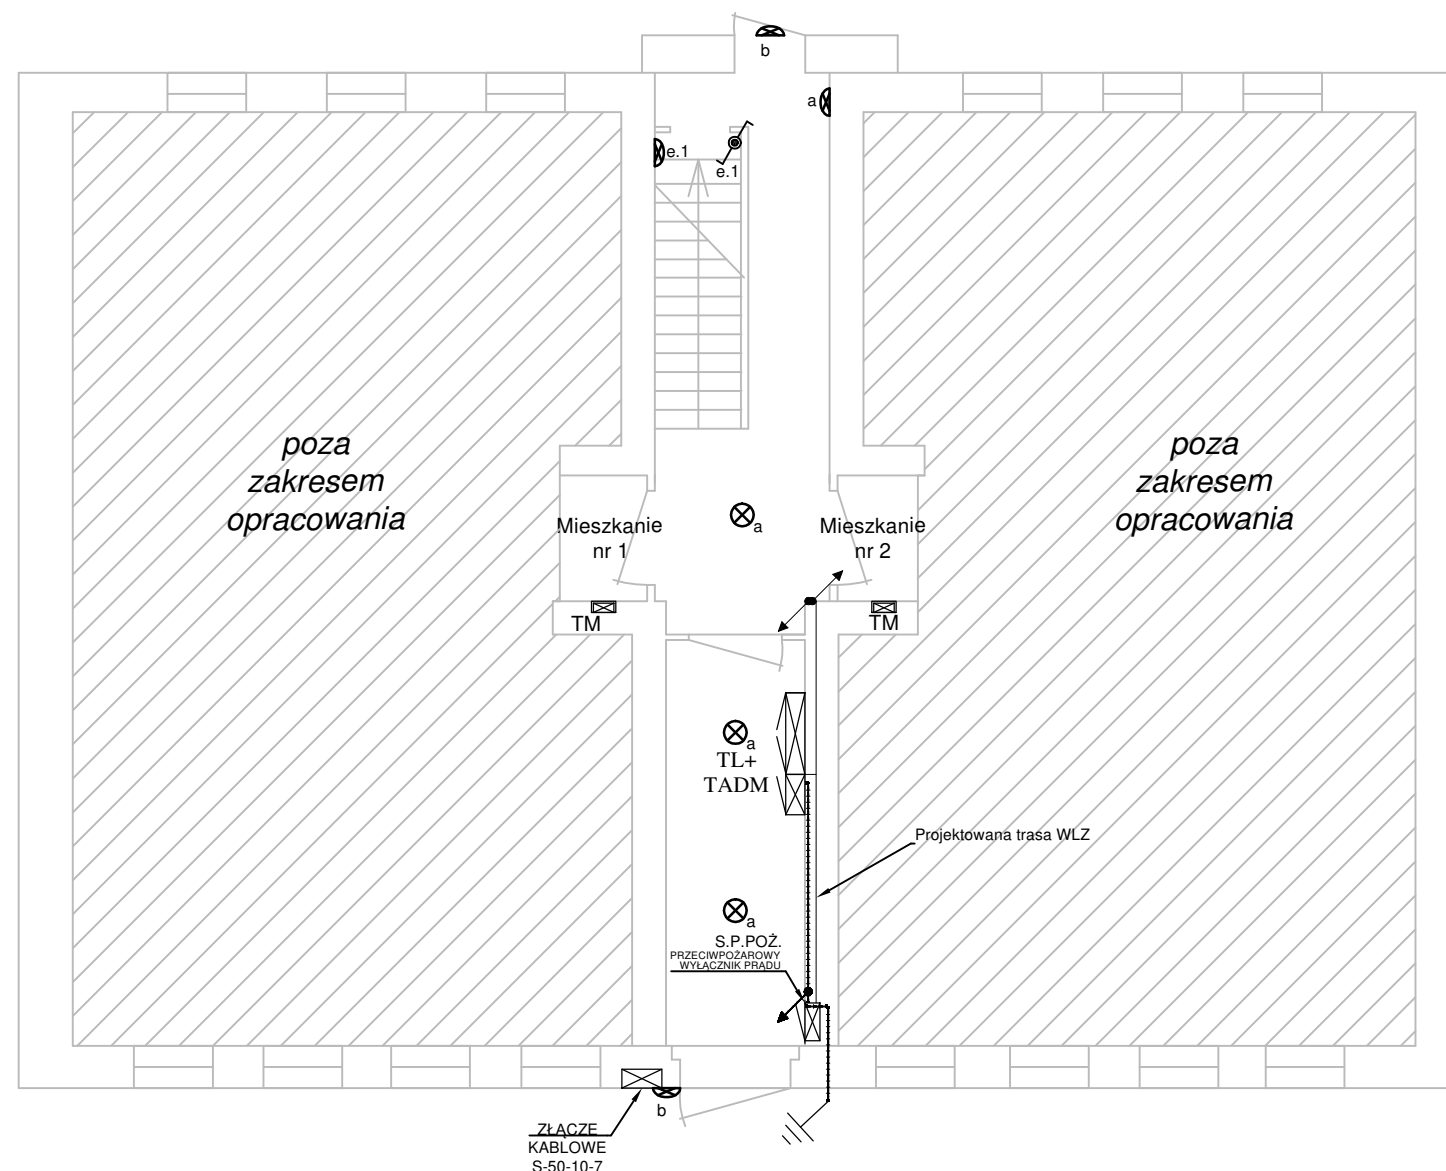 b
a
e.1
e.1
poza
zakresem
opracowania
poza
zakresem
opracowania
Mieszkanie
nr 1
a
Mieszkanie
nr 2
TM
TM
a
TL+
TADM
Projektowana trasa WLZ
a
S.P.POŻ.
PRZECIWPOŻAROWY
WYŁĄCZNIK PRĄDU
b
ZŁĄCZE
KABLOWE
S-50-10-7